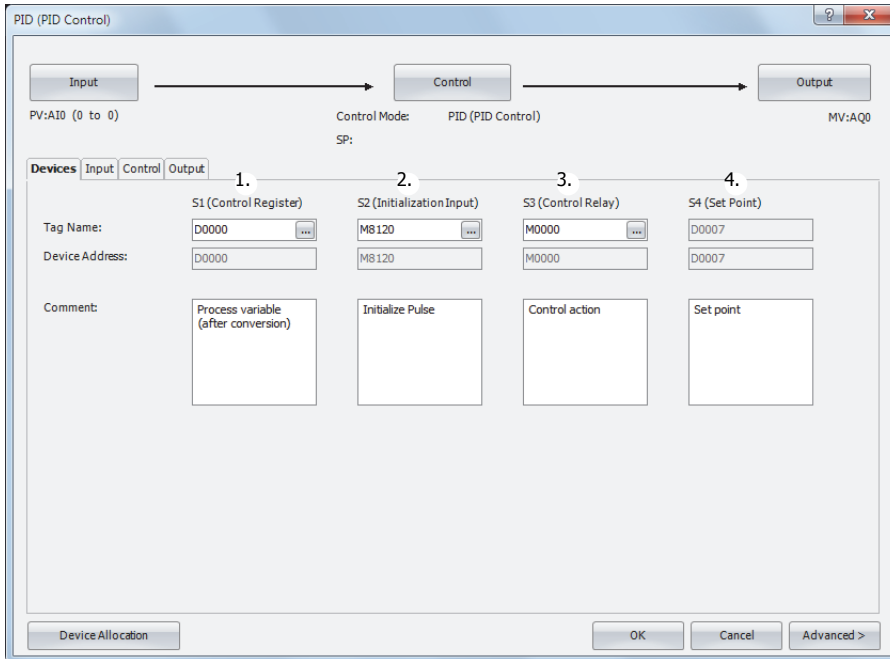 PID (PID Control)
?
Input
Control
Output
PV:AI0 (0 to 0)
Control Mode: PID (PID Control)
MV:AQ0
SP:
Devices Input Control Output
1. 2. 3. 4.
S1 (Control Register) S2 (Initialization Input) S3 (Control Relay) S4 (Set Point)
Tag Name: D0000 ... M8120 ... M0000 ... D0007
Device Address: D0000 M8120 M0000 D0007
Comment: Process variable Initialize Pulse Control action Set point
(after conversion)
Device Allocation OK Cancel Advanced >